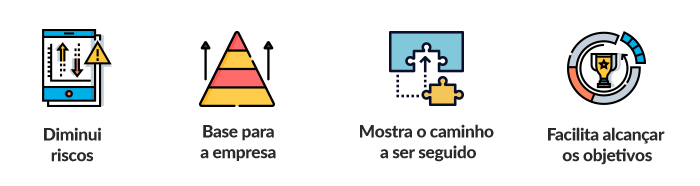 Diminui
riscos
Base para
a empresa
Mostra o caminho
a ser seguido
Facilita alcançar
os objetivos